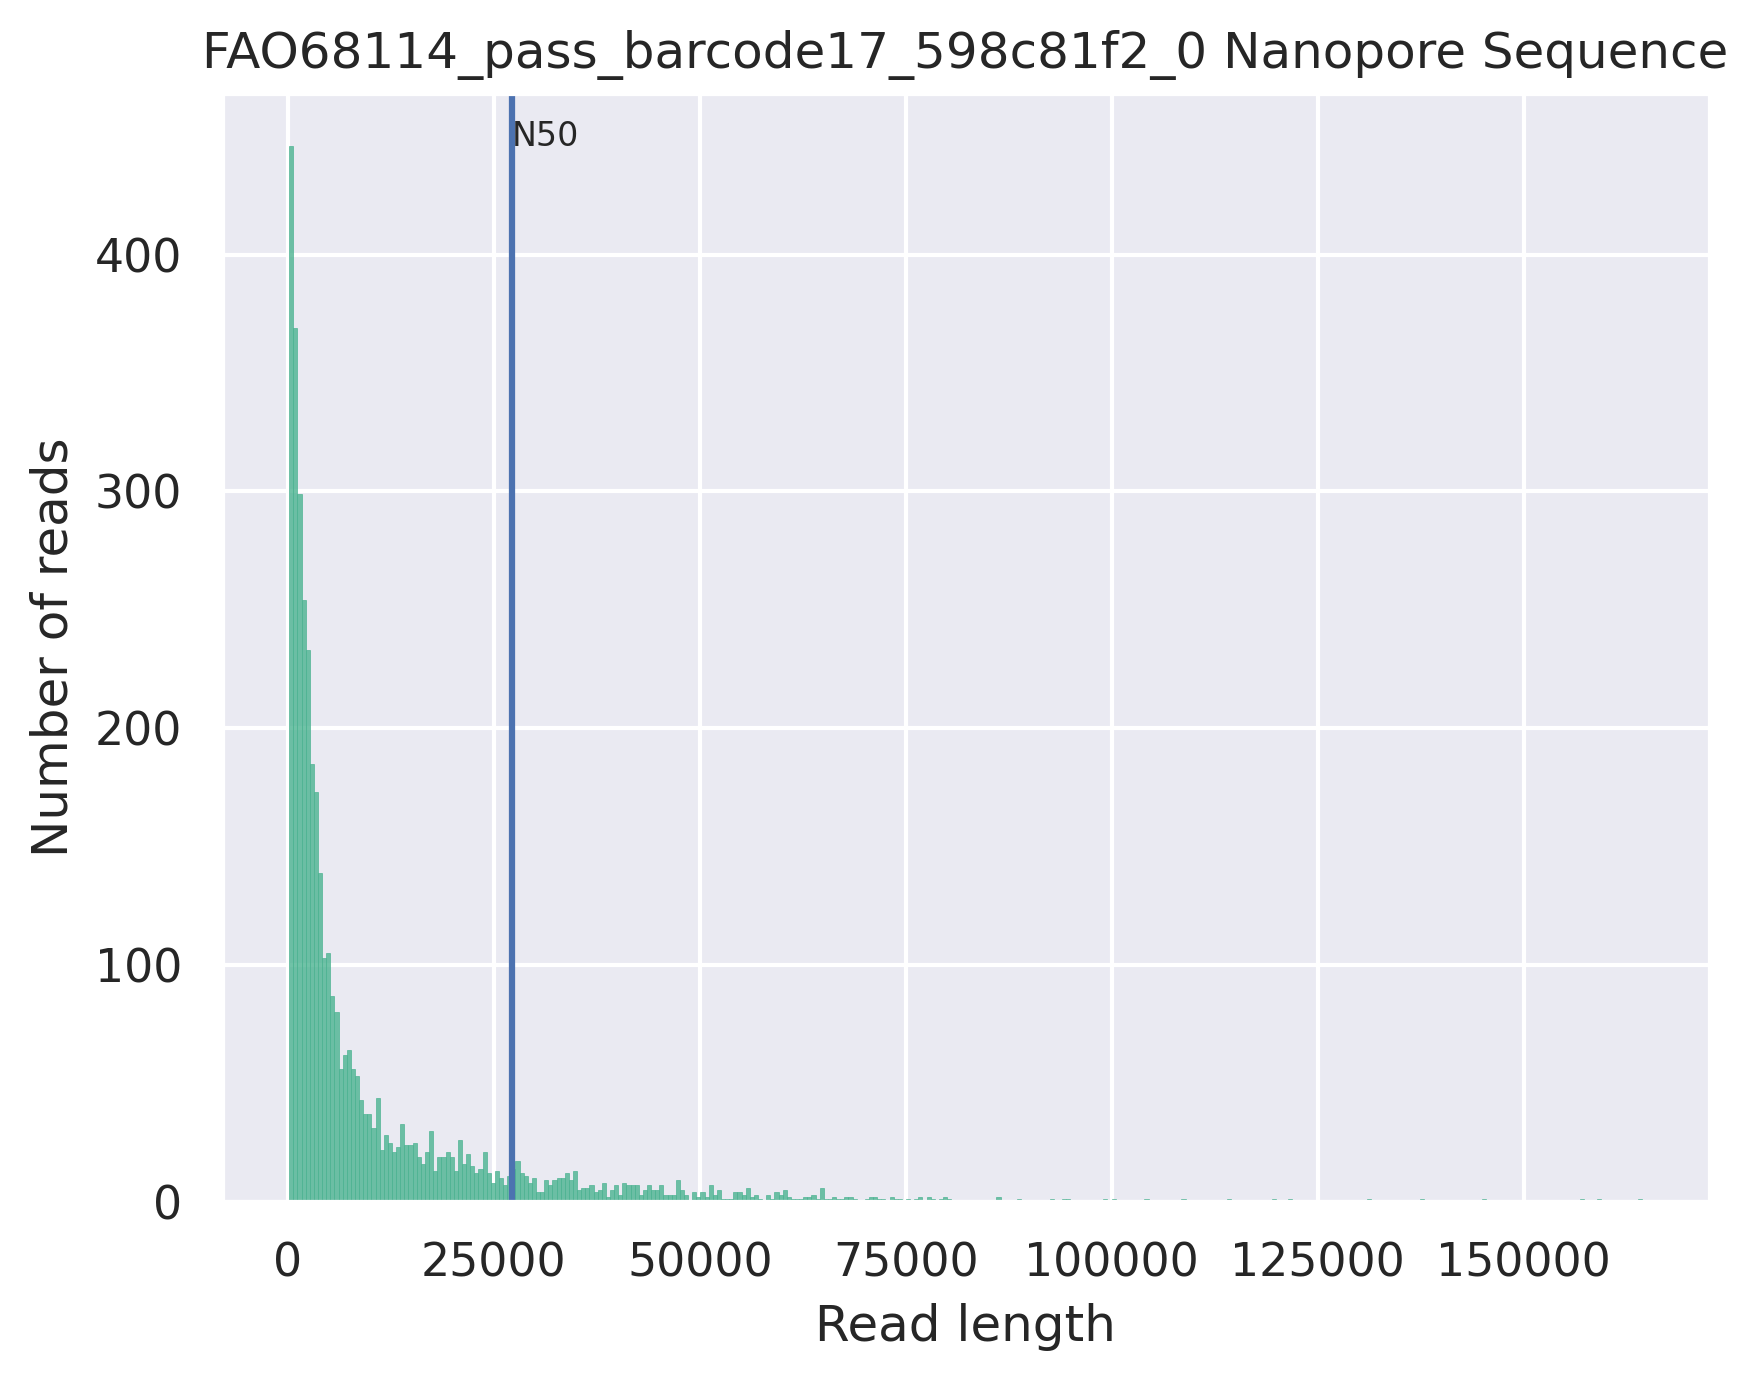 FAO68114_pass_barcode17_598c81f2_0 Nanopore Sequence
N50
Number of reads
400
300
200
100
0
0 25000 50000 75000 100000 125000 150000
Read length